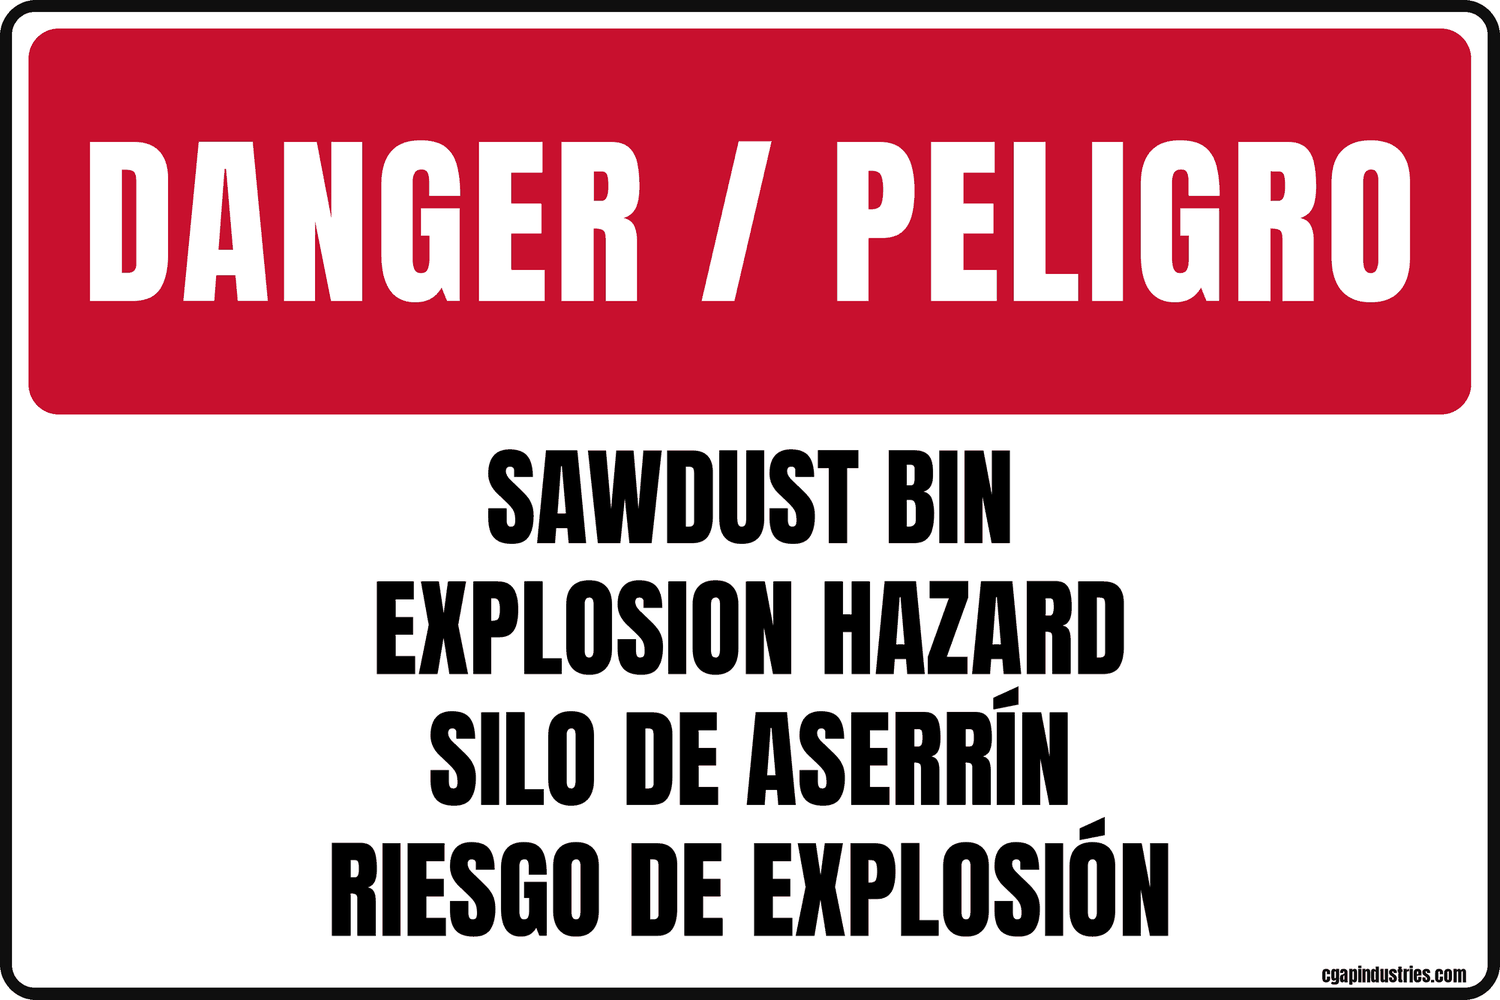 DANGER / PELIGRO
SAWDUST BIN
EXPLOSION HAZARD
SILO DE ASERRÍN
RIESGO DE EXPLOSIÓN
cgapindustries.com